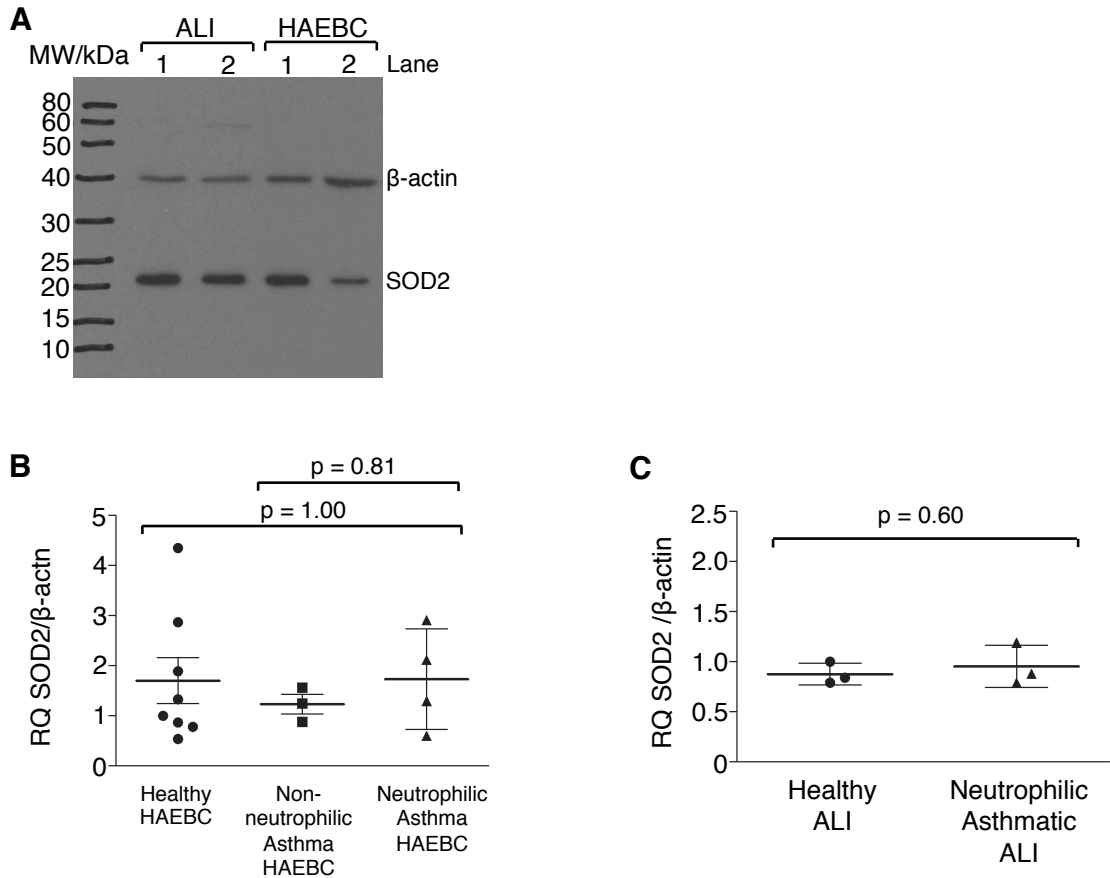 A
ALI HAEBC
MW/kDa 1 2 1 2 Lane
80
60
50
40 β-actin
30
25
20 SOD2
15
10
B
p = 0.81
p = 1.00
5
4
3
2
1
0
RQ SOD2/β-actn
Healthy
HAEBC
Non-
neutrophilic
Asthma
HAEBC
Neutrophilic
Asthma
HAEBC
C
p = 0.60
2.5
2.0
1.5
1.0
0.5
0
RQ SOD2 /β-actin
Healthy
ALI
Neutrophilic
Asthmatic
ALI